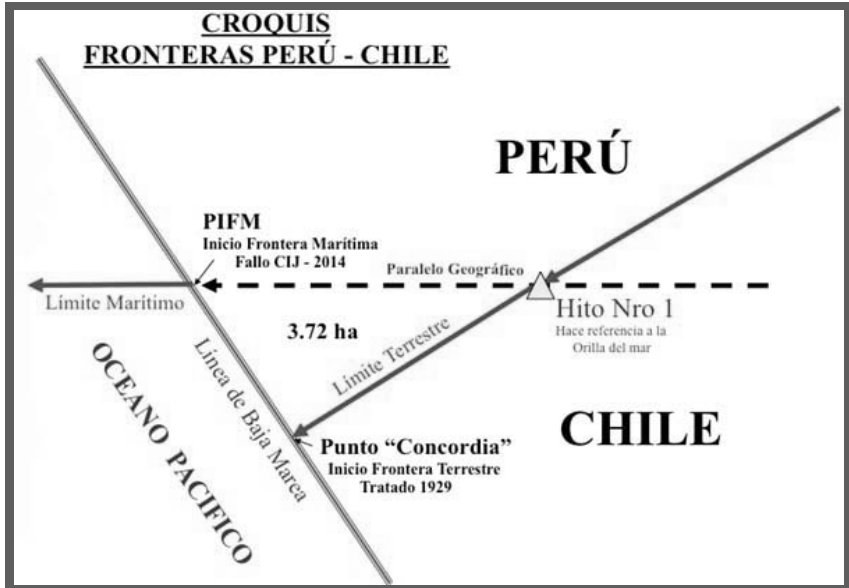 CROQUIS
FRONTERAS PERÚ - CHILE
PERÚ
PIFM
Inicio Frontera Marítima
Fallo CIJ - 2014
Paralelo Geográfico
Límite Marítimo
Hito Nro 1
Hace referencia a la
Orilla del mar
3.72 ha
Límite Terrestre
OCEANO PACIFICO
Línea de Baja Marea
CHILE
Punto “Concordia”
Inicio Frontera Terrestre
Tratado 1929